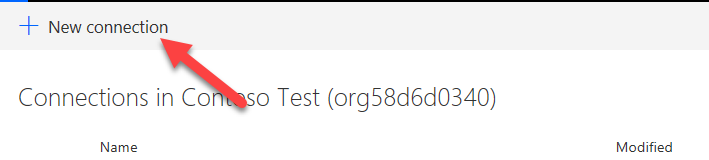 New connection
Connections in Contoso Test (org58d6d0340)
Name Modified